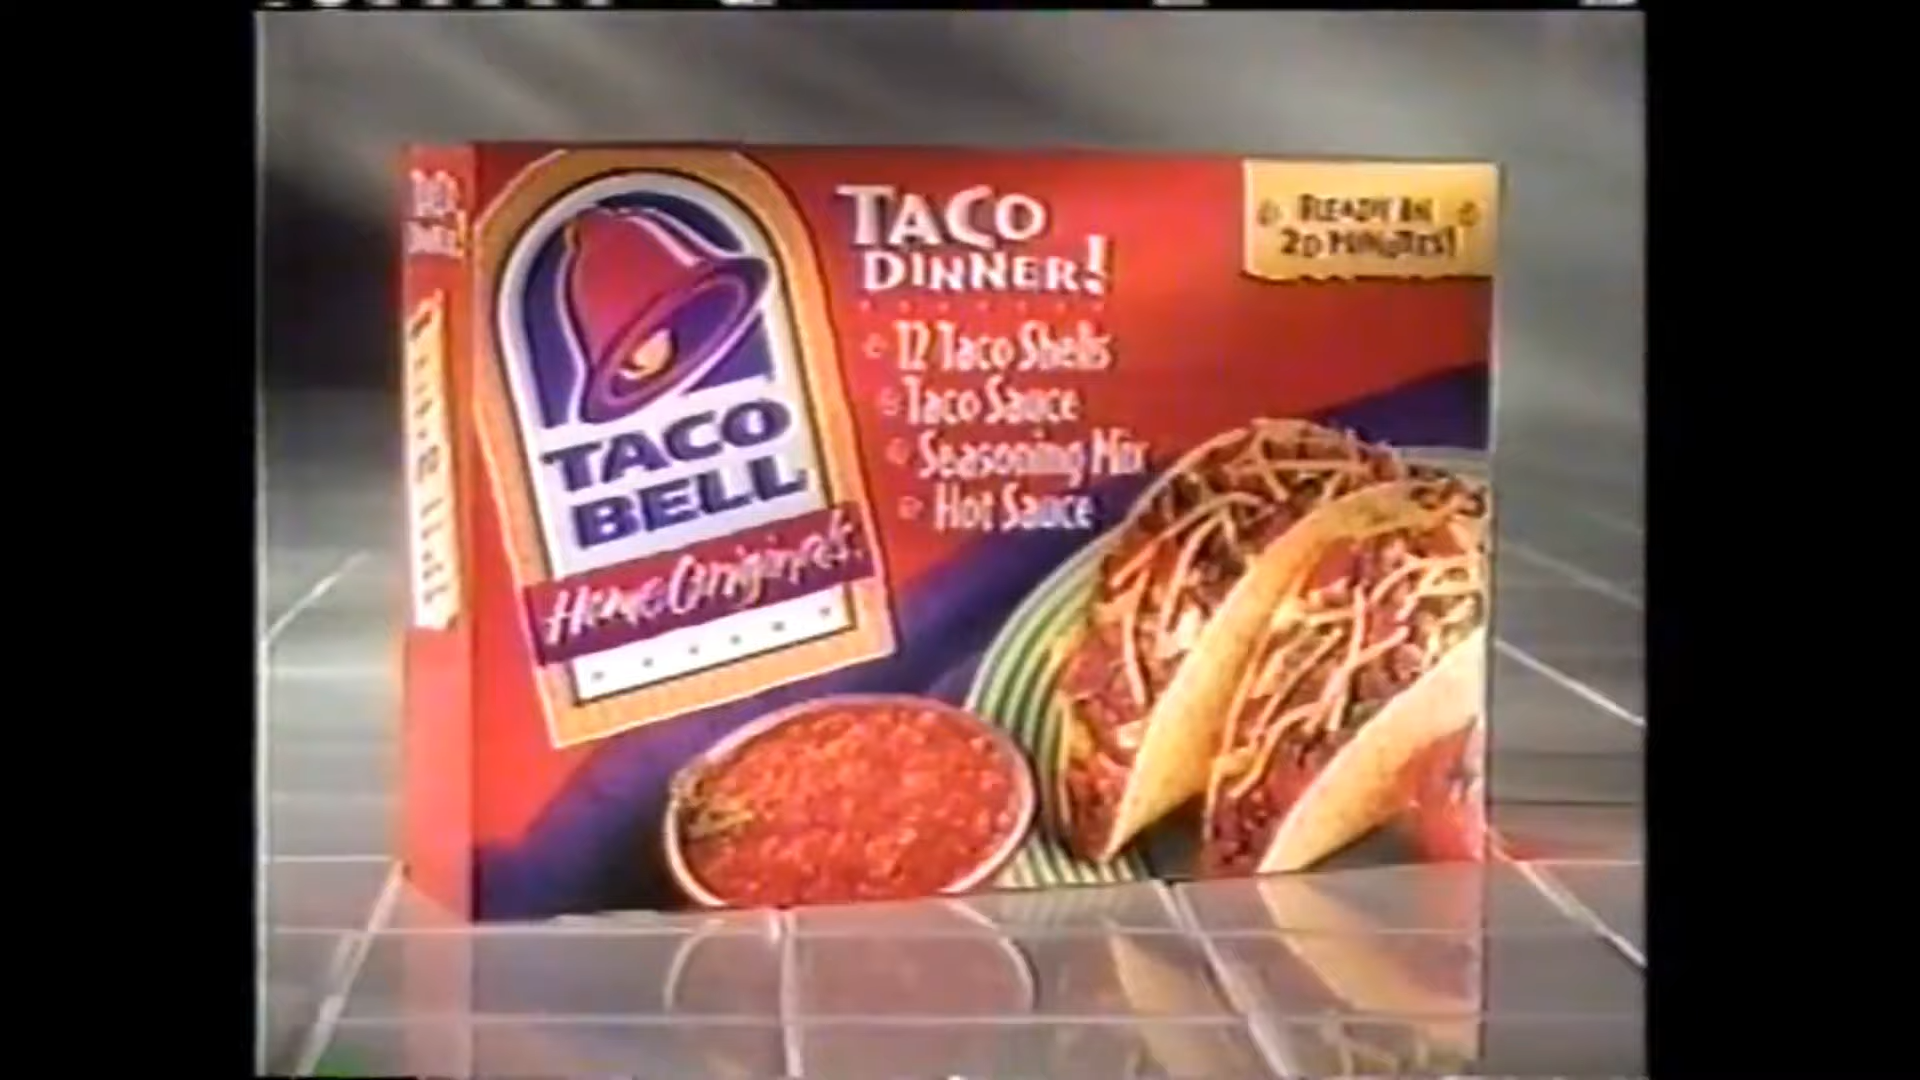 TACO
BELL
Home Originals
TACO
DINNER!
12 Taco Shells
Taco Sauce
Seasoning Mix
Hot Sauce
READY IN
20 MINUTES!